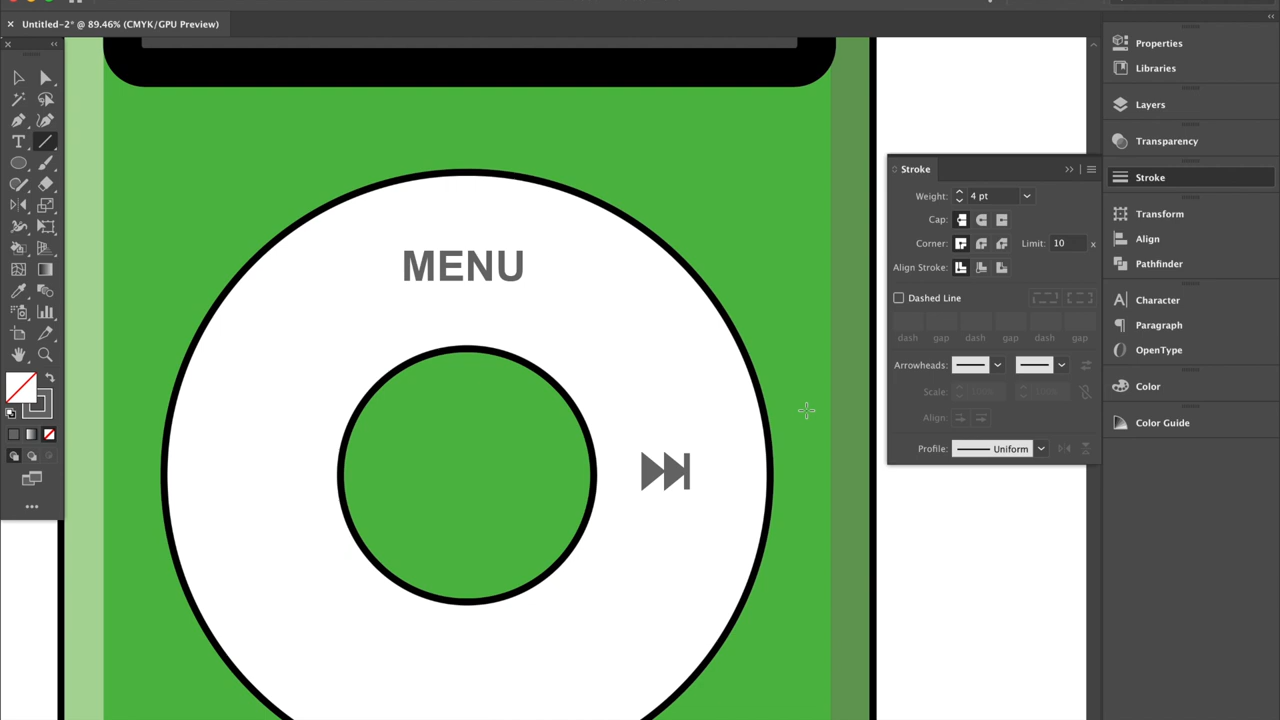 Untitled-2* @ 89.46% (CMYK/GPU Preview)
MENU
Stroke
Weight: 4 pt
Cap:
Corner: Limit: 10 x
Align Stroke:
Dashed Line
dash gap dash gap dash gap
Arrowheads:
Scale:
Align:
Profile: Uniform
Properties
Libraries
Layers
Transparency
Stroke
Transform
Align
Pathfinder
Character
Paragraph
OpenType
Color
Color Guide